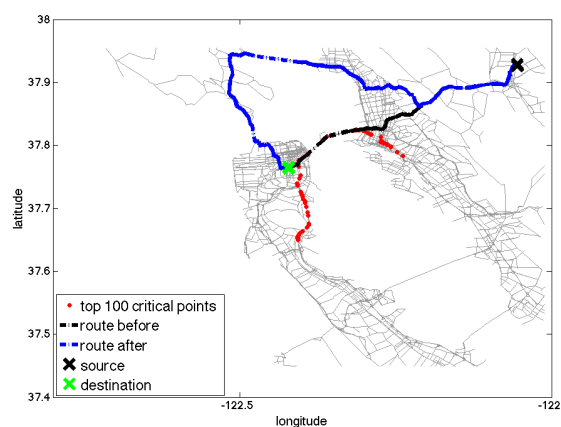 38
37.9
37.8
37.7
37.6
37.5
37.4
latitude
-122.5
-122
longitude
top 100 critical points
route before
route after
source
destination